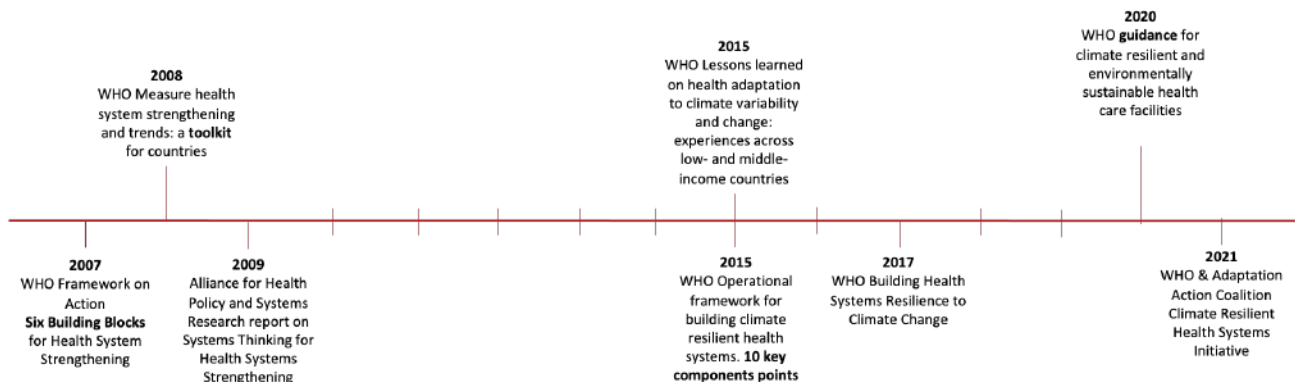 2008
WHO Measure health
system strengthening
and trends: a toolkit
for countries
2015
WHO Lessons learned
on health adaptation
to climate variability
and change:
experiences across
low- and middle-
income countries
2020
WHO guidance for
climate resilient and
environmentally
sustainable health
care facilities
2007
WHO Framework on
Action
Six Building Blocks
for Health System
Strengthening
2009
Alliance for Health
Policy and Systems
Research report on
Systems Thinking for
Health Systems
Strengthening
2015
WHO Operational
framework for
building climate
resilient health
systems. 10 key
components points
2017
WHO Building Health
Systems Resilience to
Climate Change
2021
WHO & Adaptation
Action Coalition
Climate Resilient
Health Systems
Initiative